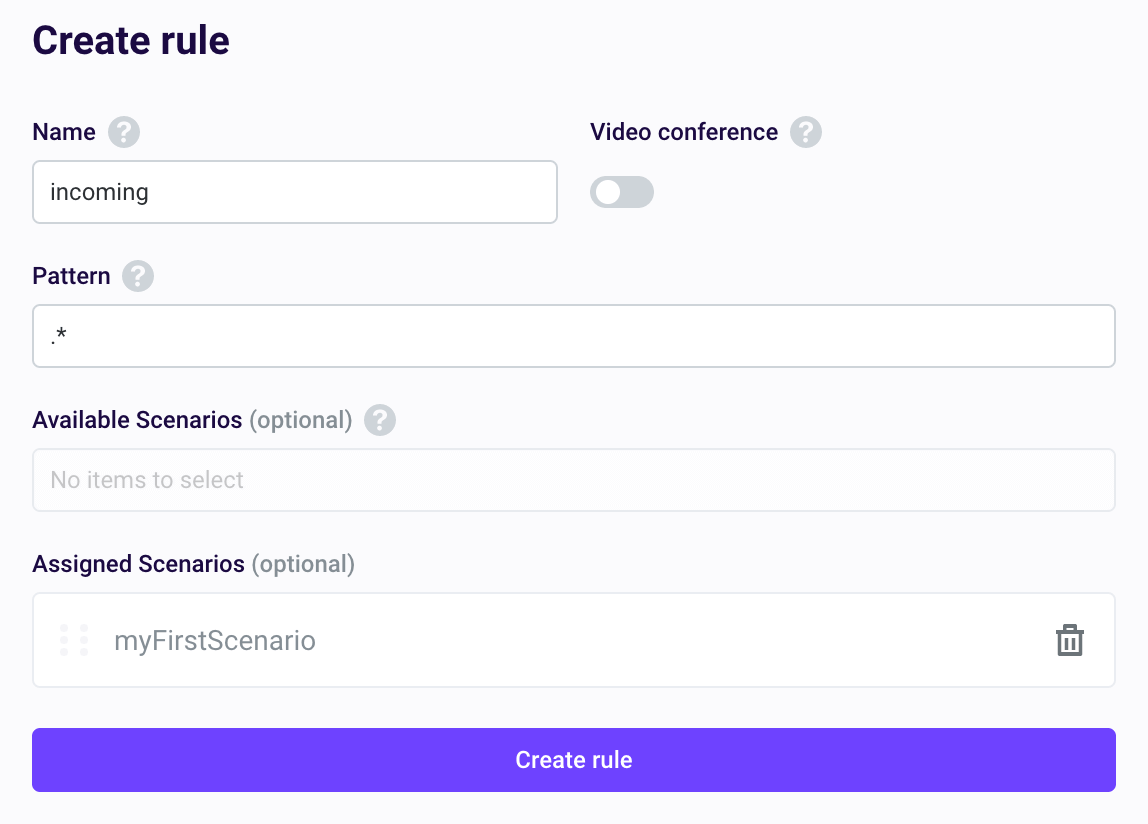 Create rule
Name ?
Video conference ?
incoming
Pattern ?
.*
Available Scenarios (optional) ?
No items to select
Assigned Scenarios (optional)
myFirstScenario
Create rule